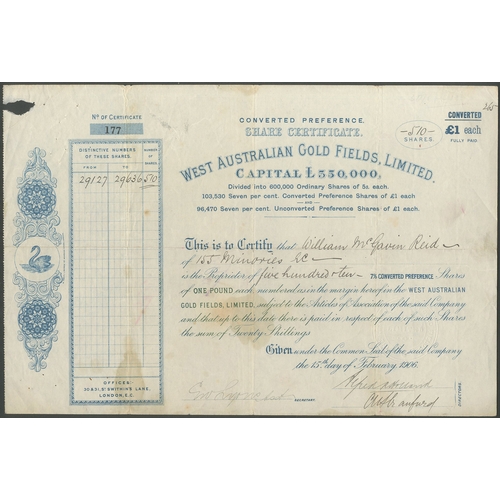 265
Nº OF CERTIFICATE
177
DISTINCTIVE NUMBERS OF THESE SHARES.
NUMBER OF SHARES.
FROM TO
29127 29636 510
OFFICES:
20 & 21, ST SWITHIN'S LANE,
LONDON, E.C.
CONVERTED PREFERENCE.
SHARE CERTIFICATE.
510
SHARES
CONVERTED
£1 each
FULLY PAID.
WEST AUSTRALIAN GOLD FIELDS, LIMITED.
CAPITAL £550,000,
Divided into 600,000 Ordinary Shares of 5s. each.
103,530 Seven per cent. Converted Preference Shares of £1 each
AND
96,470 Seven per cent. Unconverted Preference Shares of £1 each.
This is to Certify that William McGavin Reid
of 155 Minories EC
is the Proprietor of five hundred & ten 7% CONVERTED PREFERENCE Shares
of ONE POUND each, numbered as in the margin hereof in the WEST AUSTRALIAN
GOLD FIELDS, LIMITED, subject to the Articles of Association of the said Company
and that up to this date there is paid in respect of each of such Shares
the sum of Twenty Shillings
Given under the Common Seal of the said Company
the 15th day of February 1906.
SECRETARY.
DIRECTORS